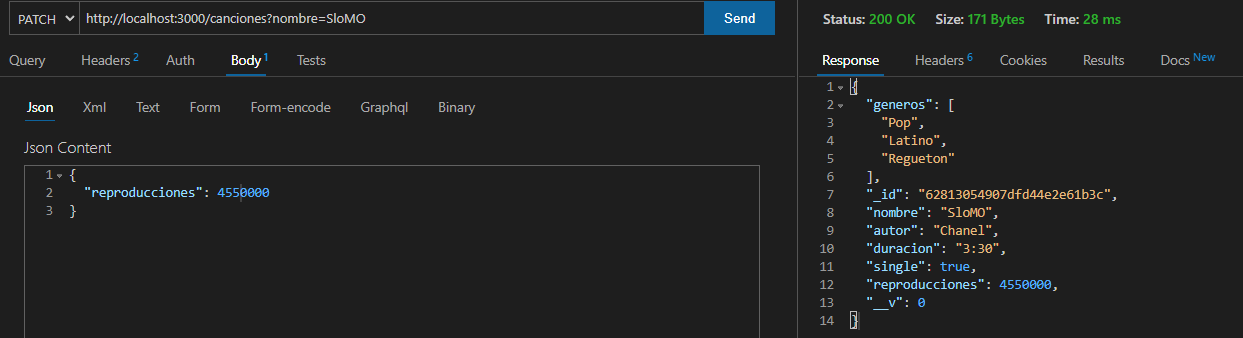 PATCH http://localhost:3000/canciones?nombre=SloMO Send
Query Headers 2 Auth Body 1 Tests
Json Xml Text Form Form-encode Graphql Binary
Json Content
1 {
2 "reproducciones": 4550000
3 }
Status: 200 OK Size: 171 Bytes Time: 28 ms
Response Headers 6 Cookies Results Docs New
1 {
2 "generos": [
3 "Pop",
4 "Latino",
5 "Regueton"
6 ],
7 "_id": "62813054907dfd44e2e61b3c",
8 "nombre": "SloMO",
9 "autor": "Chanel",
10 "duracion": "3:30",
11 "single": true,
12 "reproducciones": 4550000,
13 "__v": 0
14 }